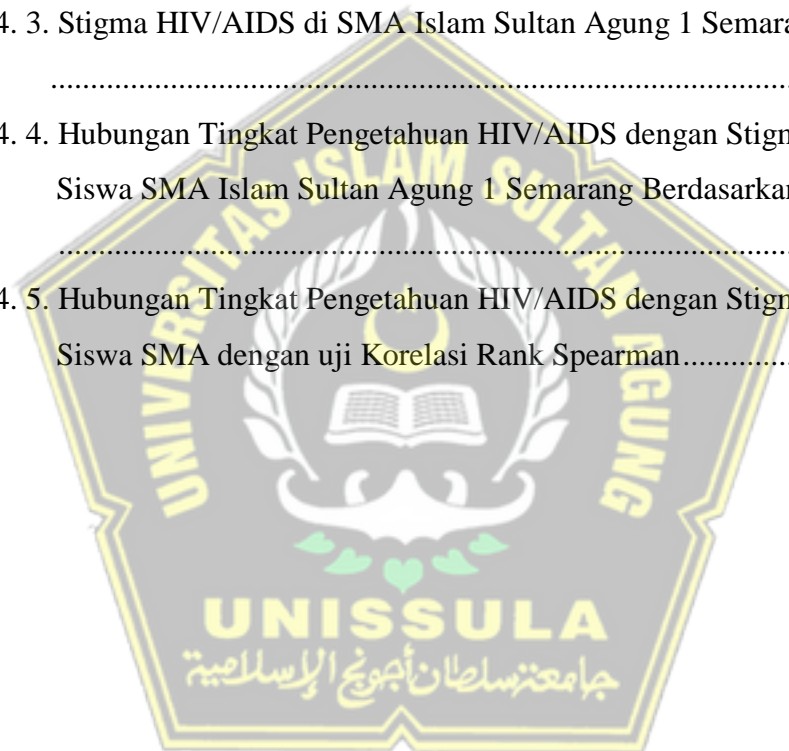 4. 3. Stigma HIV/AIDS di SMA Islam Sultan Agung 1 Semara
................................................................................................
4. 4. Hubungan Tingkat Pengetahuan HIV/AIDS dengan Stign
Siswa SMA Islam Sultan Agung 1 Semarang Berdasarkan
...............................................................................................
4. 5. Hubungan Tingkat Pengetahuan HIV/AIDS dengan Stign
Siswa SMA dengan uji Korelasi Rank Spearman..............
UNIVERSITAS ISLAM SULTAN AGUNG
UNISSULA
جامعة سلطان أجونج الإسلامية